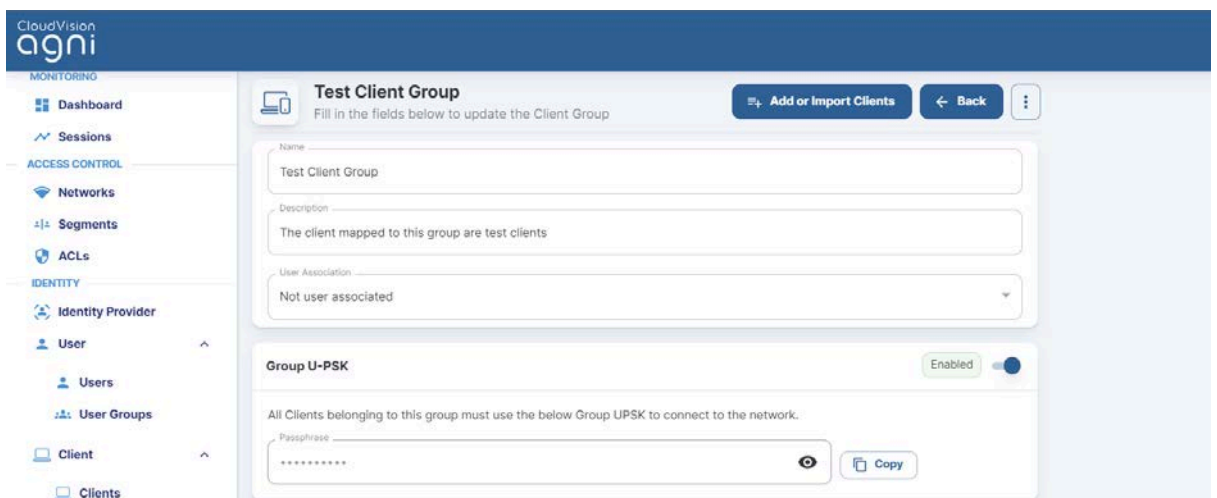 CloudVision
agni
MONITORING
Dashboard
Sessions
ACCESS CONTROL
Networks
Segments
ACLs
IDENTITY
Identity Provider
User
Users
User Groups
Client
Clients
Test Client Group
Fill in the fields below to update the Client Group
Add or Import Clients
Back
Name
Test Client Group
Description
The client mapped to this group are test clients
User Association
Not user associated
Group U-PSK
Enabled
All Clients belonging to this group must use the below Group UPSK to connect to the network.
Passphrase
**********
Copy